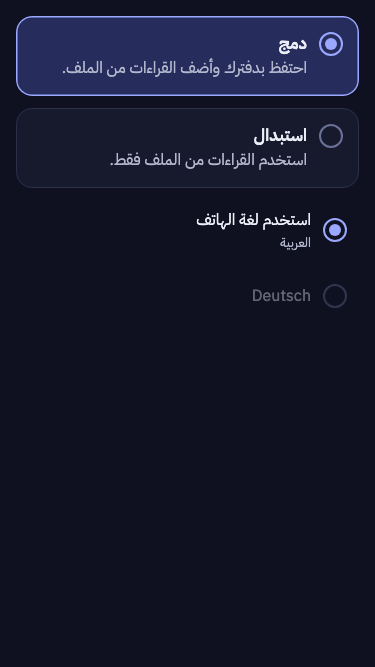 دمج
احتفظ بدفترك وأضف القراءات من الملف.
استبدال
استخدم القراءات من الملف فقط.
استخدم لغة الهاتف
العربية
Deutsch